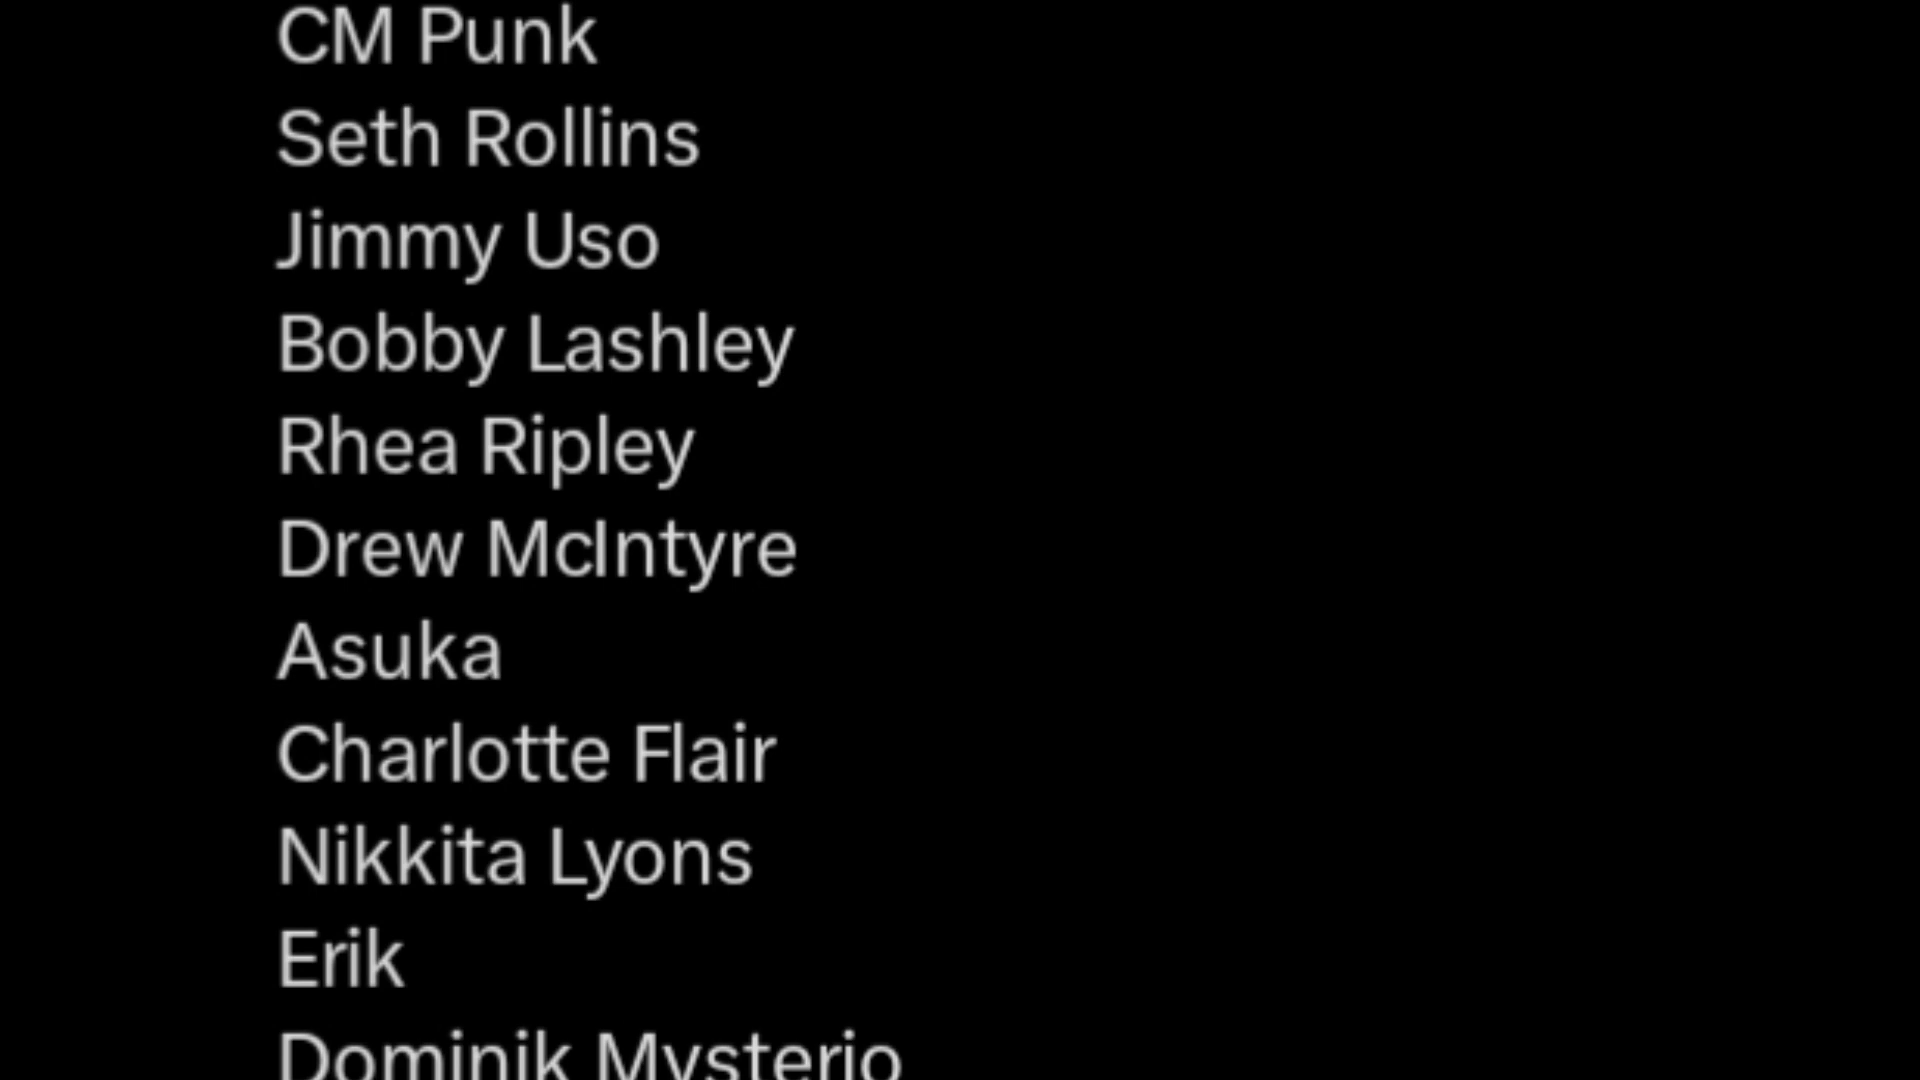 CM Punk
Seth Rollins
Jimmy Uso
Bobby Lashley
Rhea Ripley
Drew McIntyre
Asuka
Charlotte Flair
Nikkita Lyons
Erik
Dominik Mysterio